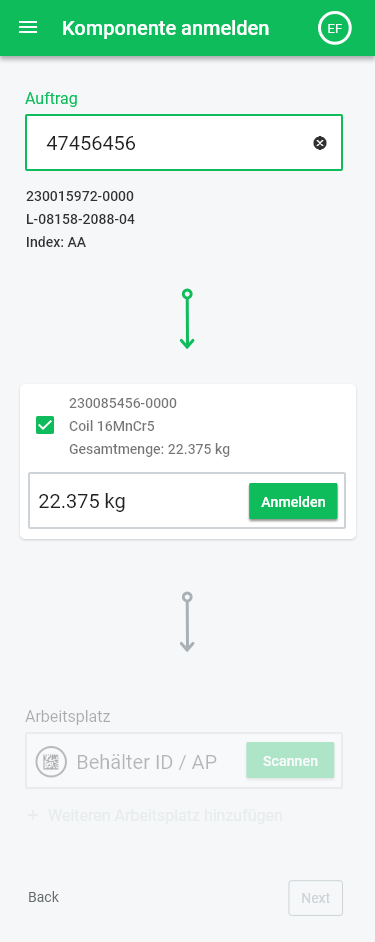 Komponente anmelden
EF
Auftrag
47456456
230015972-0000
L-08158-2088-04
Index: AA
230085456-0000
Coil 16MnCr5
Gesamtmenge: 22.375 kg
22.375 kg
Anmelden
Arbeitsplatz
Behälter ID / AP
Scannen
+ Weiteren Arbeitsplatz hinzufügen
Back
Next